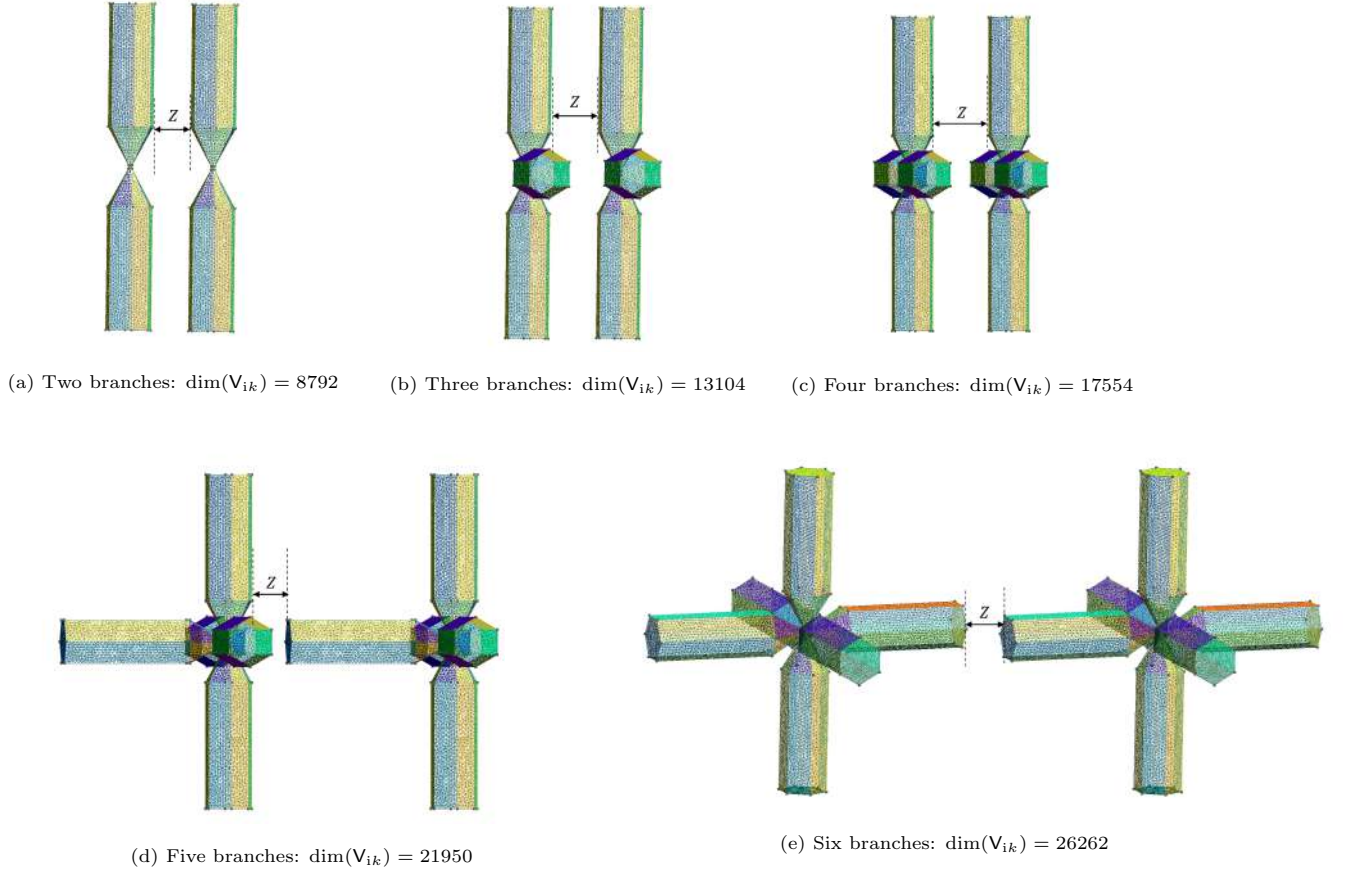 Z
Z
Z
(a) Two branches: dim(V_ik) = 8792
(b) Three branches: dim(V_ik) = 13104
(c) Four branches: dim(V_ik) = 17554
Z
Z
(d) Five branches: dim(V_ik) = 21950
(e) Six branches: dim(V_ik) = 26262